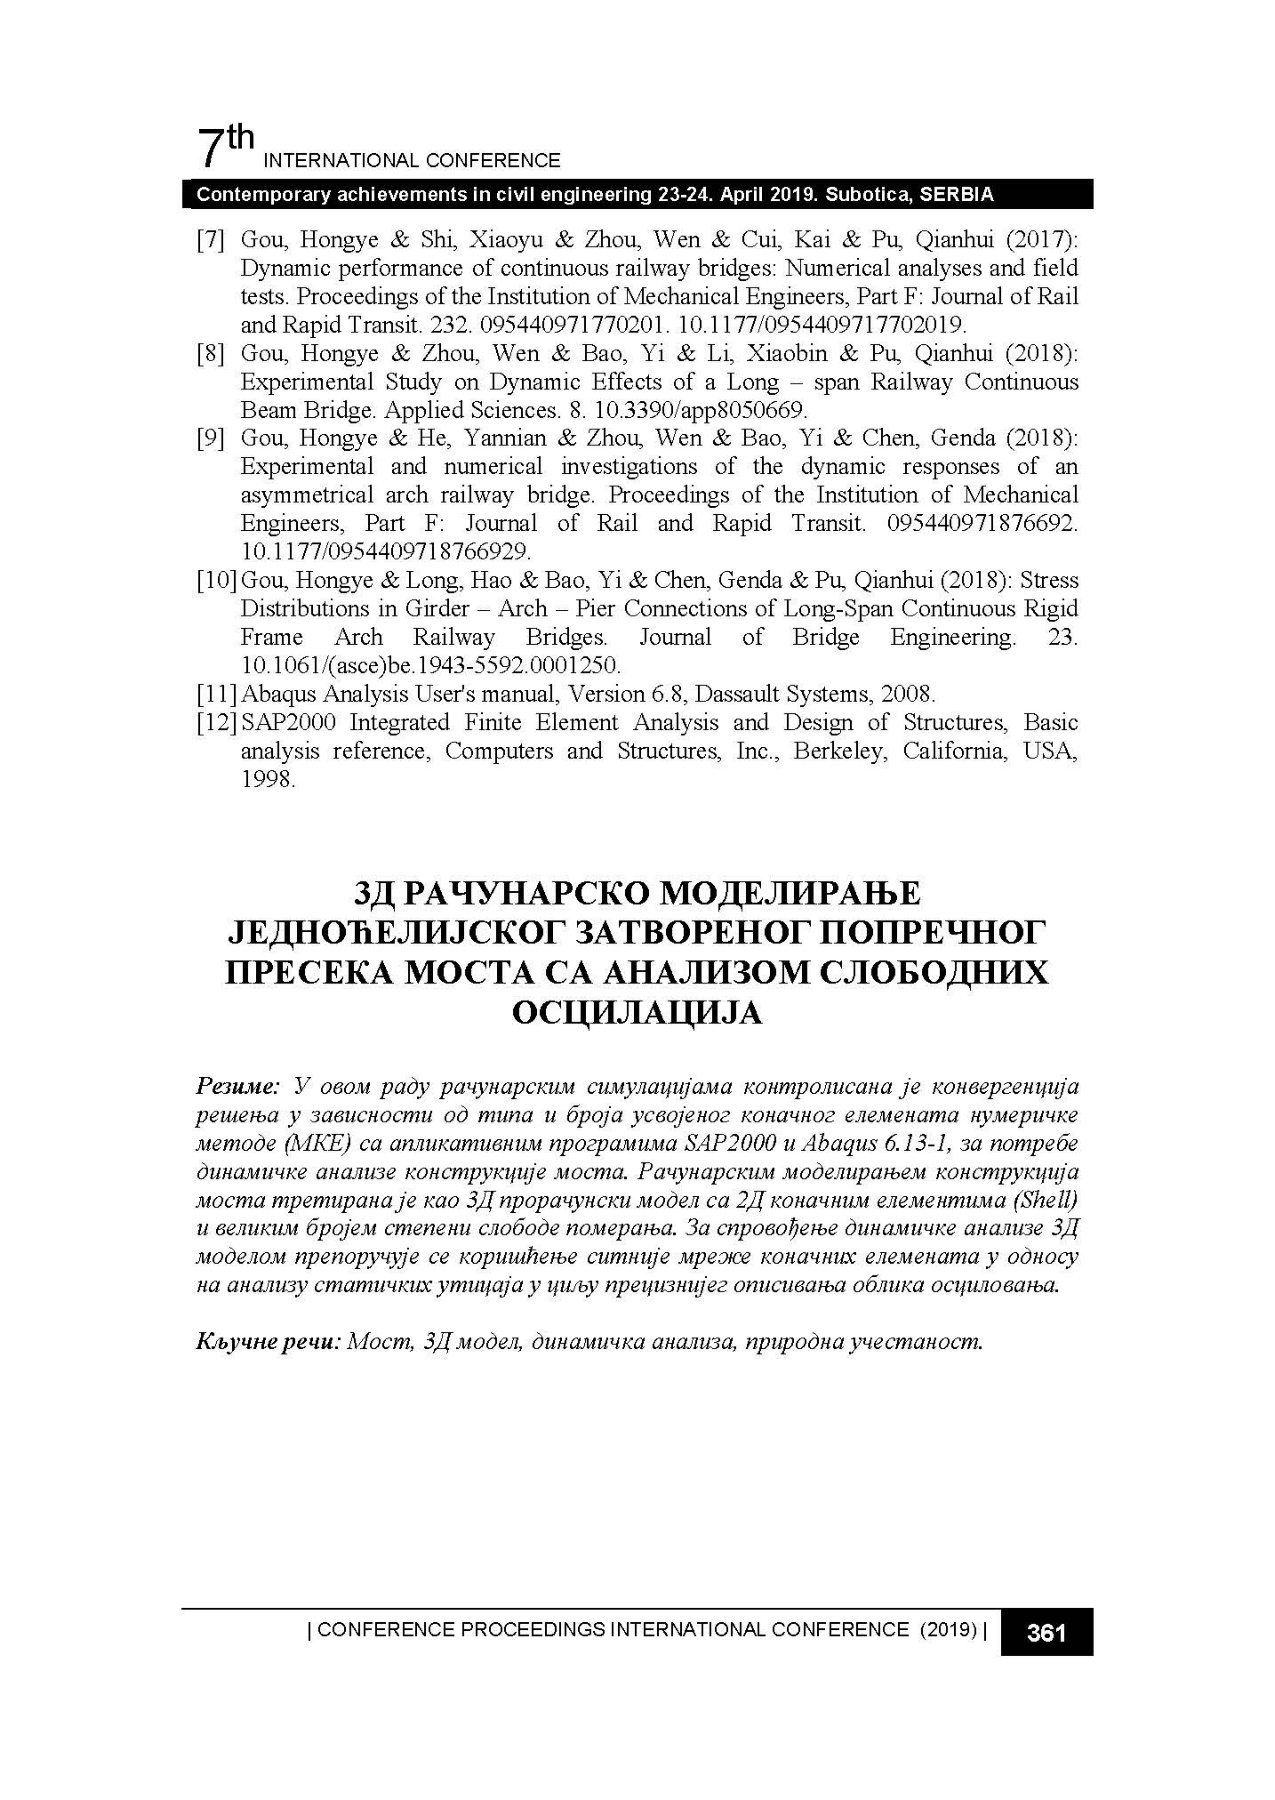 7th INTERNATIONAL CONFERENCE
Contemporary achievements in civil engineering 23-24. April 2019. Subotica, SERBIA
[7] Gou, Hongye & Shi, Xiaoyu & Zhou, Wen & Cui, Kai & Pu, Qianhui (2017):
Dynamic performance of continuous railway bridges: Numerical analyses and field
tests. Proceedings of the Institution of Mechanical Engineers, Part F: Journal of Rail
and Rapid Transit. 232. 095440971770201. 10.1177/0954409717702019.
[8] Gou, Hongye & Zhou, Wen & Bao, Yi & Li, Xiaobin & Pu, Qianhui (2018):
Experimental Study on Dynamic Effects of a Long – span Railway Continuous
Beam Bridge. Applied Sciences. 8. 10.3390/app8050669.
[9] Gou, Hongye & He, Yannian & Zhou, Wen & Bao, Yi & Chen, Genda (2018):
Experimental and numerical investigations of the dynamic responses of an
asymmetrical arch railway bridge. Proceedings of the Institution of Mechanical
Engineers, Part F: Journal of Rail and Rapid Transit. 095440971876692.
10.1177/0954409718766929.
[10] Gou, Hongye & Long, Hao & Bao, Yi & Chen, Genda & Pu, Qianhui (2018): Stress
Distributions in Girder – Arch – Pier Connections of Long-Span Continuous Rigid
Frame Arch Railway Bridges. Journal of Bridge Engineering. 23.
10.1061/(asce)be.1943-5592.0001250.
[11] Abaqus Analysis User's manual, Version 6.8, Dassault Systems, 2008.
[12] SAP2000 Integrated Finite Element Analysis and Design of Structures, Basic
analysis reference, Computers and Structures, Inc., Berkeley, California, USA,
1998.
3Д РАЧУНАРСКО МОДЕЛИРАЊЕ
ЈЕДНОЋЕЛИЈСКОГ ЗАТВОРЕНОГ ПОПРЕЧНОГ
ПРЕСЕКА МОСТА СА АНАЛИЗОМ СЛОБОДНИХ
ОСЦИЛАЦИЈА
Резиме: У овом раду рачунарским симулацијама контролисана је конвергенција
решења у зависности од типа и броја усвојеног коначног елемената нумеричке
методе (МКЕ) са апликативним програмима SAP2000 и Abaqus 6.13-1, за потребе
динамичке анализе конструкције моста. Рачунарским моделирањем конструкција
моста третирана је као 3Д прорачунски модел са 2Д коначним елементима (Shell)
и великим бројем степени слободе померања. За спровођење динамичке анализе 3Д
моделом препоручује се коришћење ситније мреже коначних елемената у односу
на анализу статичких утицаја у циљу прецизнијег описивања облика осциловања.
Кључне речи: Мост, 3Д модел, динамичка анализа, природна учестаност.
| CONFERENCE PROCEEDINGS INTERNATIONAL CONFERENCE (2019) | 361